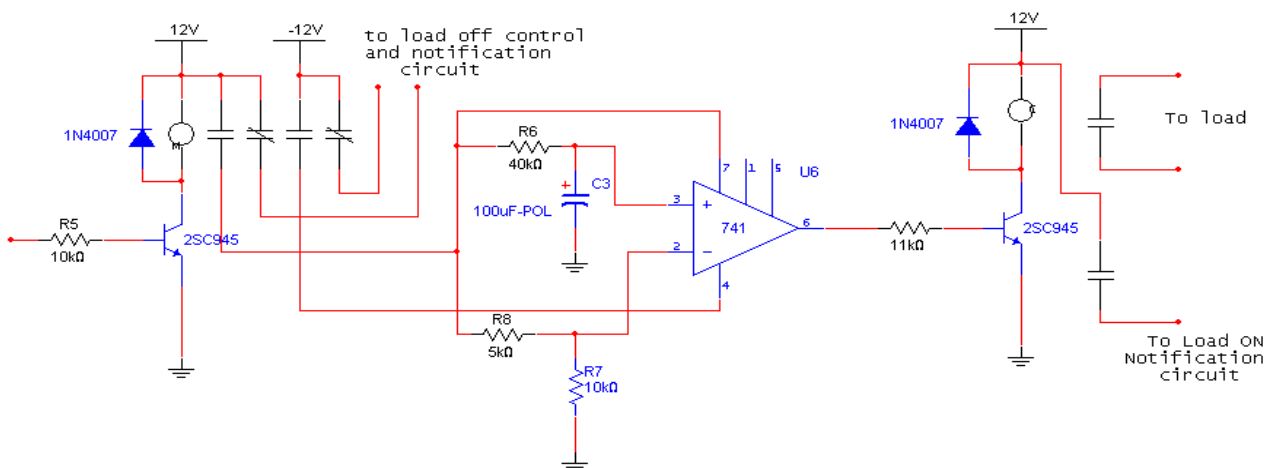 12V
-12V
to load off control
and notification
circuit
12V
1N4007
M
R5
10kΩ
2SC945
R6
40kΩ
C3
+
100uF-POL
7
1
5
U6
3
+
741
6
2
−
4
R8
5kΩ
R7
10kΩ
11kΩ
1N4007
C
2SC945
To load
To Load ON
Notification
circuit